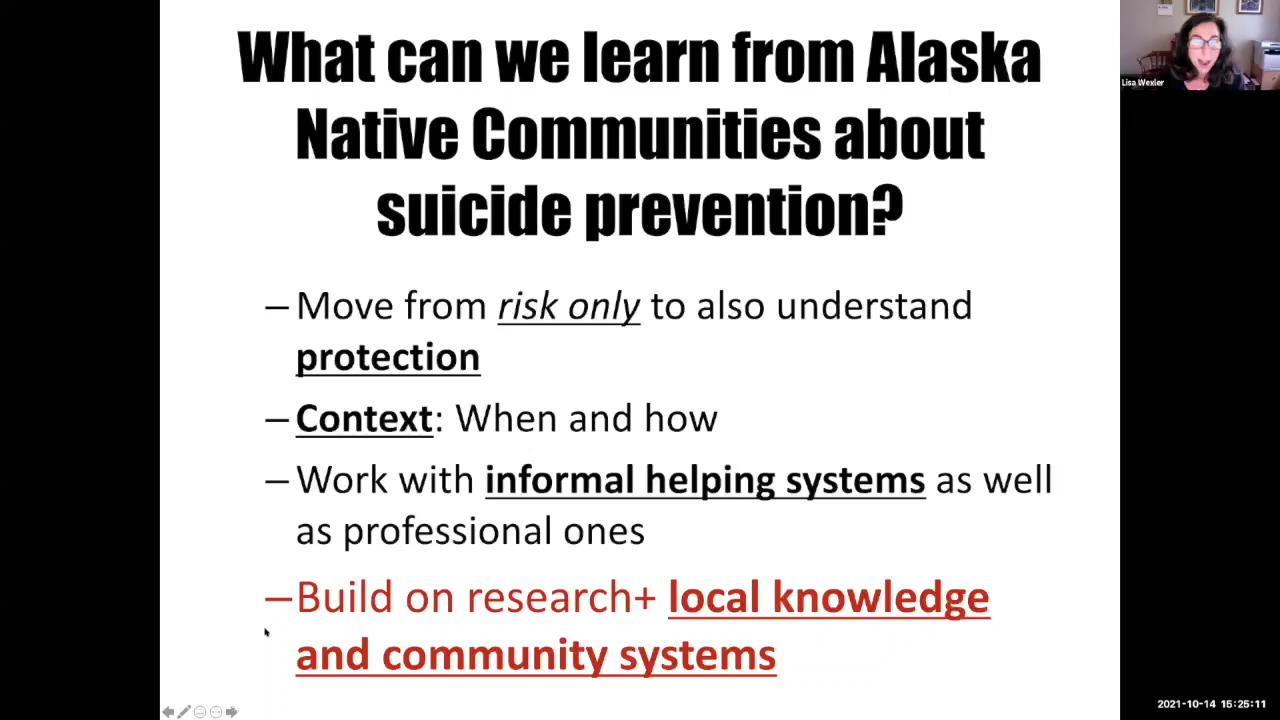 What can we learn from Alaska
Native Communities about
suicide prevention?
– Move from risk only to also understand
protection
– Context: When and how
– Work with informal helping systems as well
as professional ones
– Build on research+ local knowledge
and community systems
Lisa Wexler
2021-10-14 15:25:11